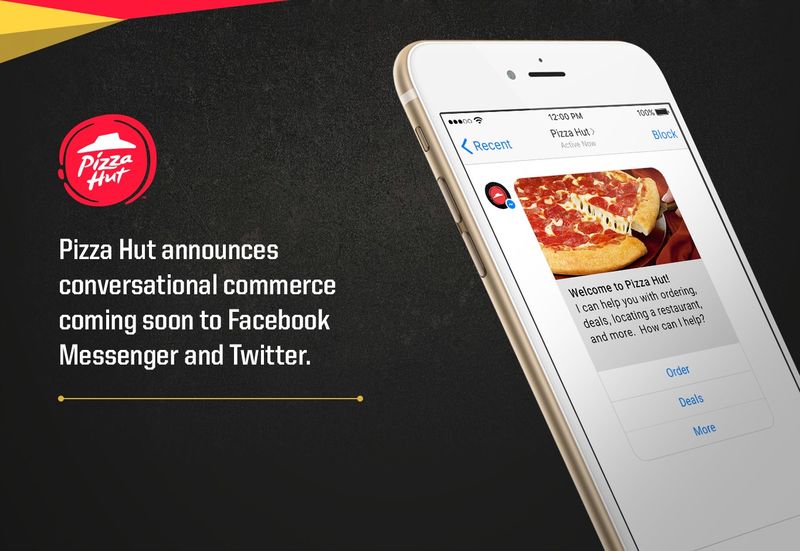 Pizza
Hut
Pizza Hut announces
conversational commerce
coming soon to Facebook
Messenger and Twitter.
12:00 PM
100%
Recent
Pizza Hut
Active Now
Block
Welcome to Pizza Hut!
I can help you with ordering,
deals, locating a restaurant,
and more. How can I help?
Order
Deals
More